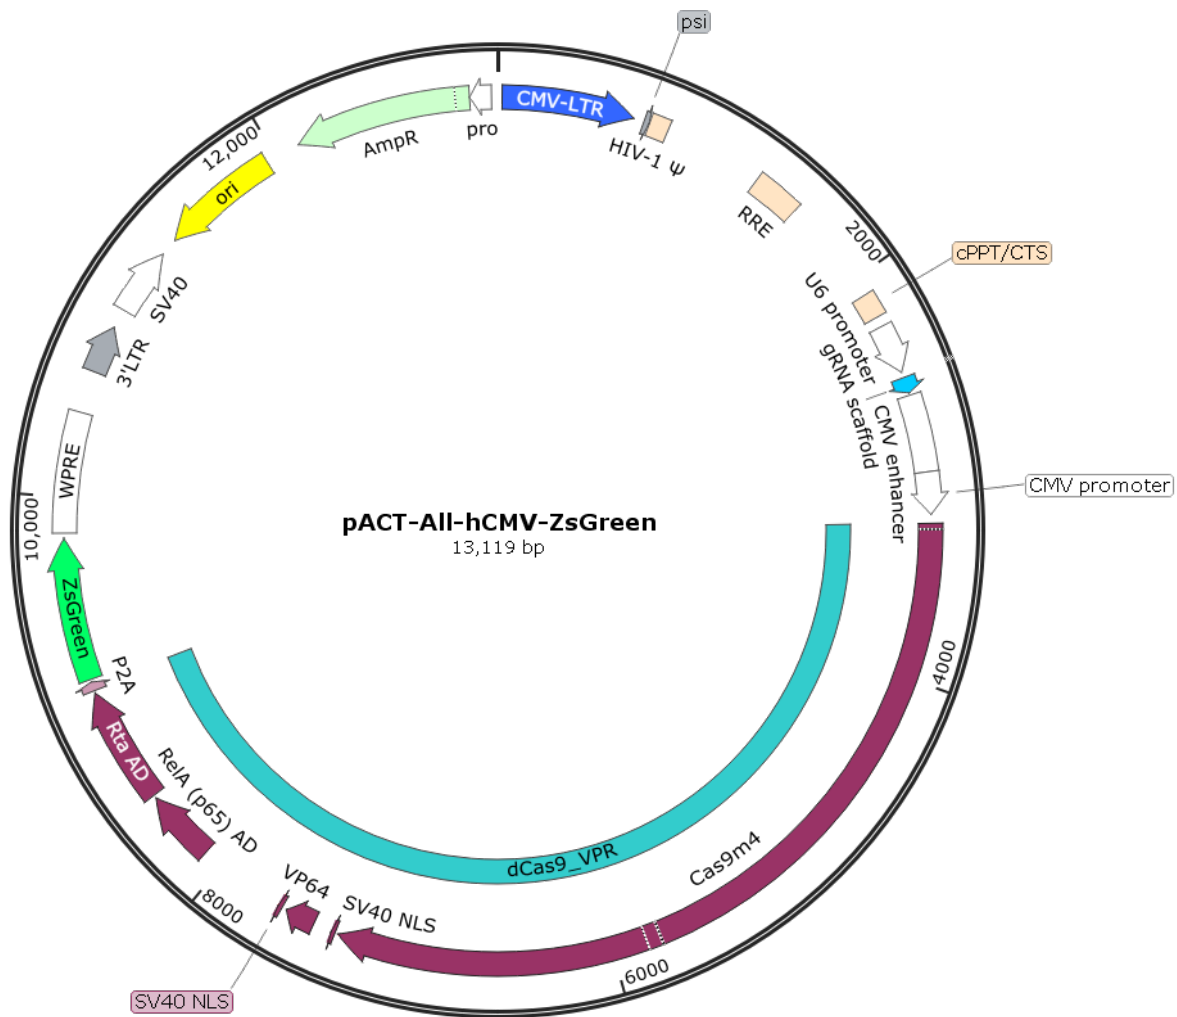 psi
CMV-LTR
HIV-1 Ψ
RRE
2000
cPPT/CTS
U6 promoter
gRNA scaffold
CMV enhancer
CMV promoter
4000
Cas9m4
dCas9_VPR
6000
SV40 NLS
VP64
SV40 NLS
8000
RelA (p65) AD
Rta AD
P2A
ZsGreen
10,000
WPRE
3'LTR
SV40
ori
12,000
AmpR
pro
pACT-All-hCMV-ZsGreen
13,119 bp